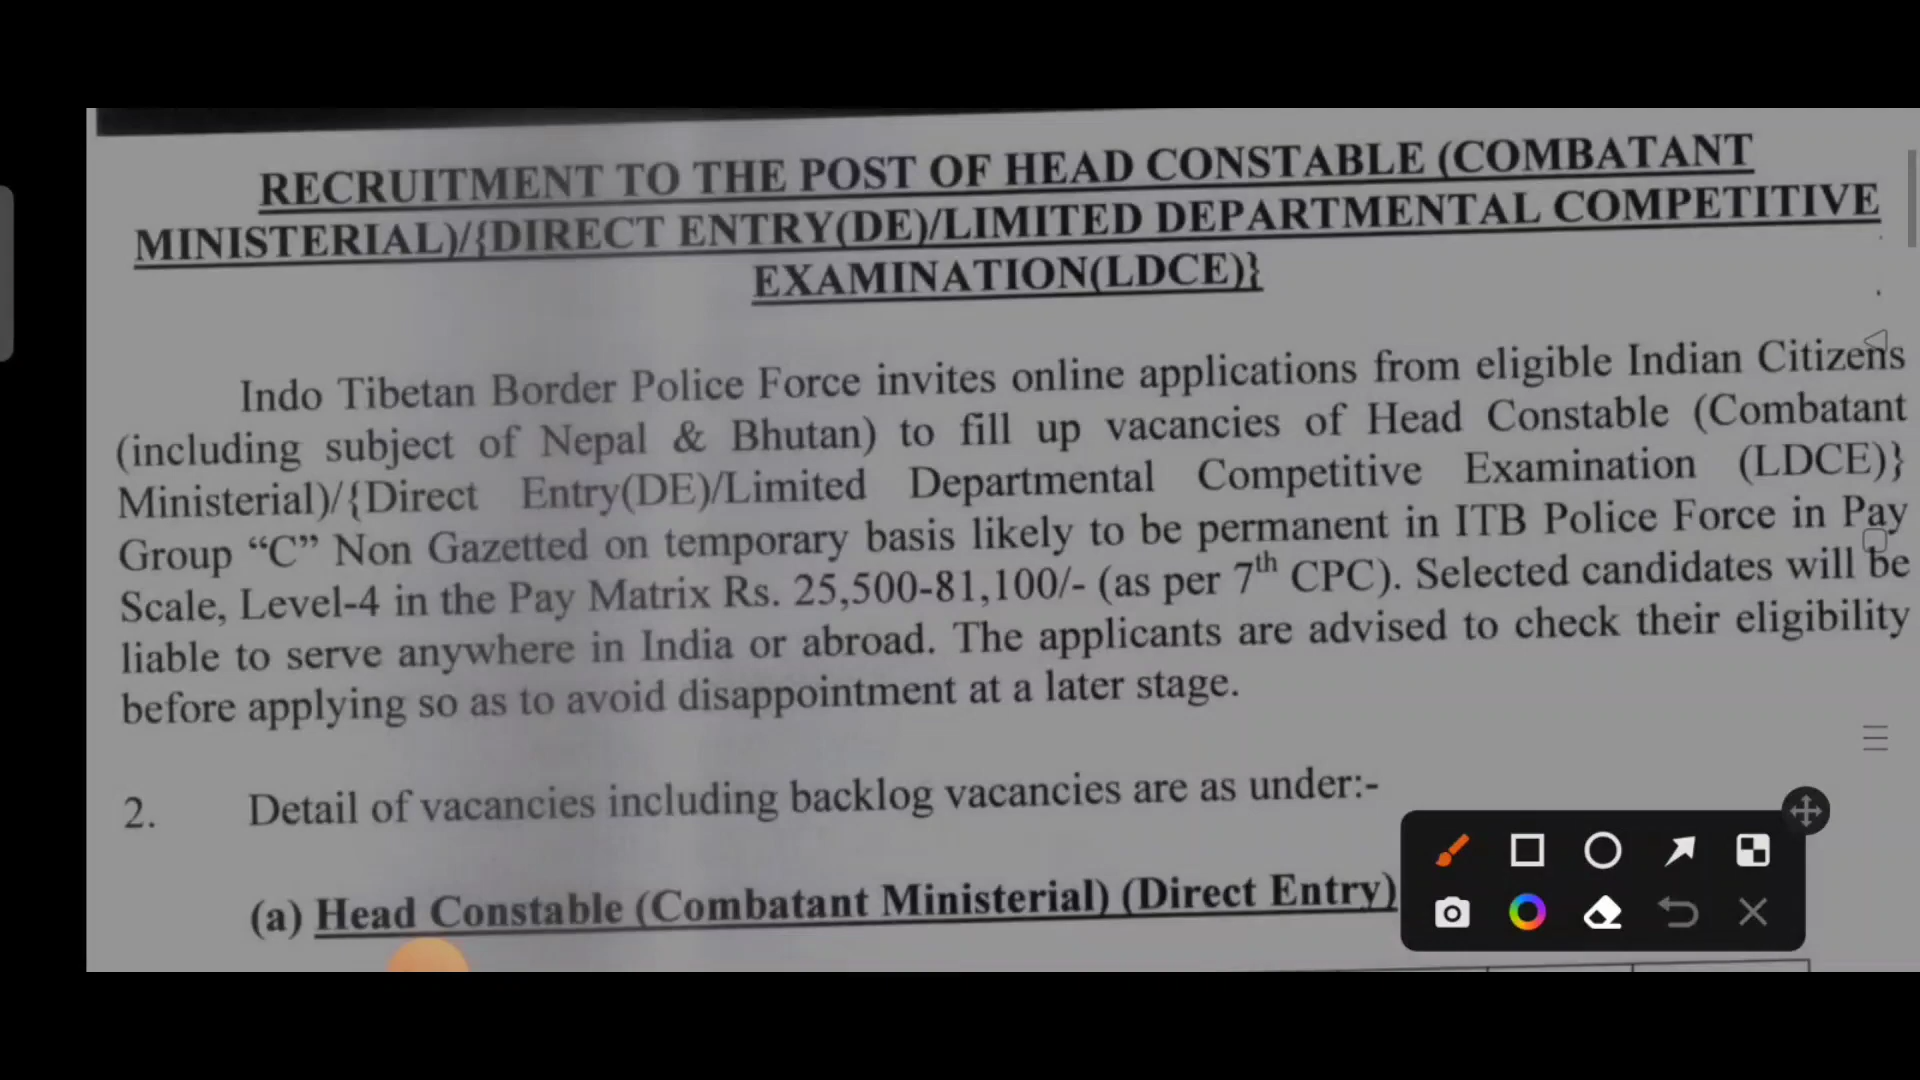 RECRUITMENT TO THE POST OF HEAD CONSTABLE (COMBATANT
MINISTERIAL)/{DIRECT ENTRY(DE)/LIMITED DEPARTMENTAL COMPETITIVE
EXAMINATION(LDCE)}
Indo Tibetan Border Police Force invites online applications from eligible Indian Citizens
(including subject of Nepal & Bhutan) to fill up vacancies of Head Constable (Combatant
Ministerial)/{Direct Entry(DE)/Limited Departmental Competitive Examination (LDCE)}
Group “C” Non Gazetted on temporary basis likely to be permanent in ITB Police Force in Pay
Scale, Level-4 in the Pay Matrix Rs. 25,500-81,100/- (as per 7th CPC). Selected candidates will be
liable to serve anywhere in India or abroad. The applicants are advised to check their eligibility
before applying so as to avoid disappointment at a later stage.
2. Detail of vacancies including backlog vacancies are as under:-
(a) Head Constable (Combatant Ministerial) (Direct Entry)